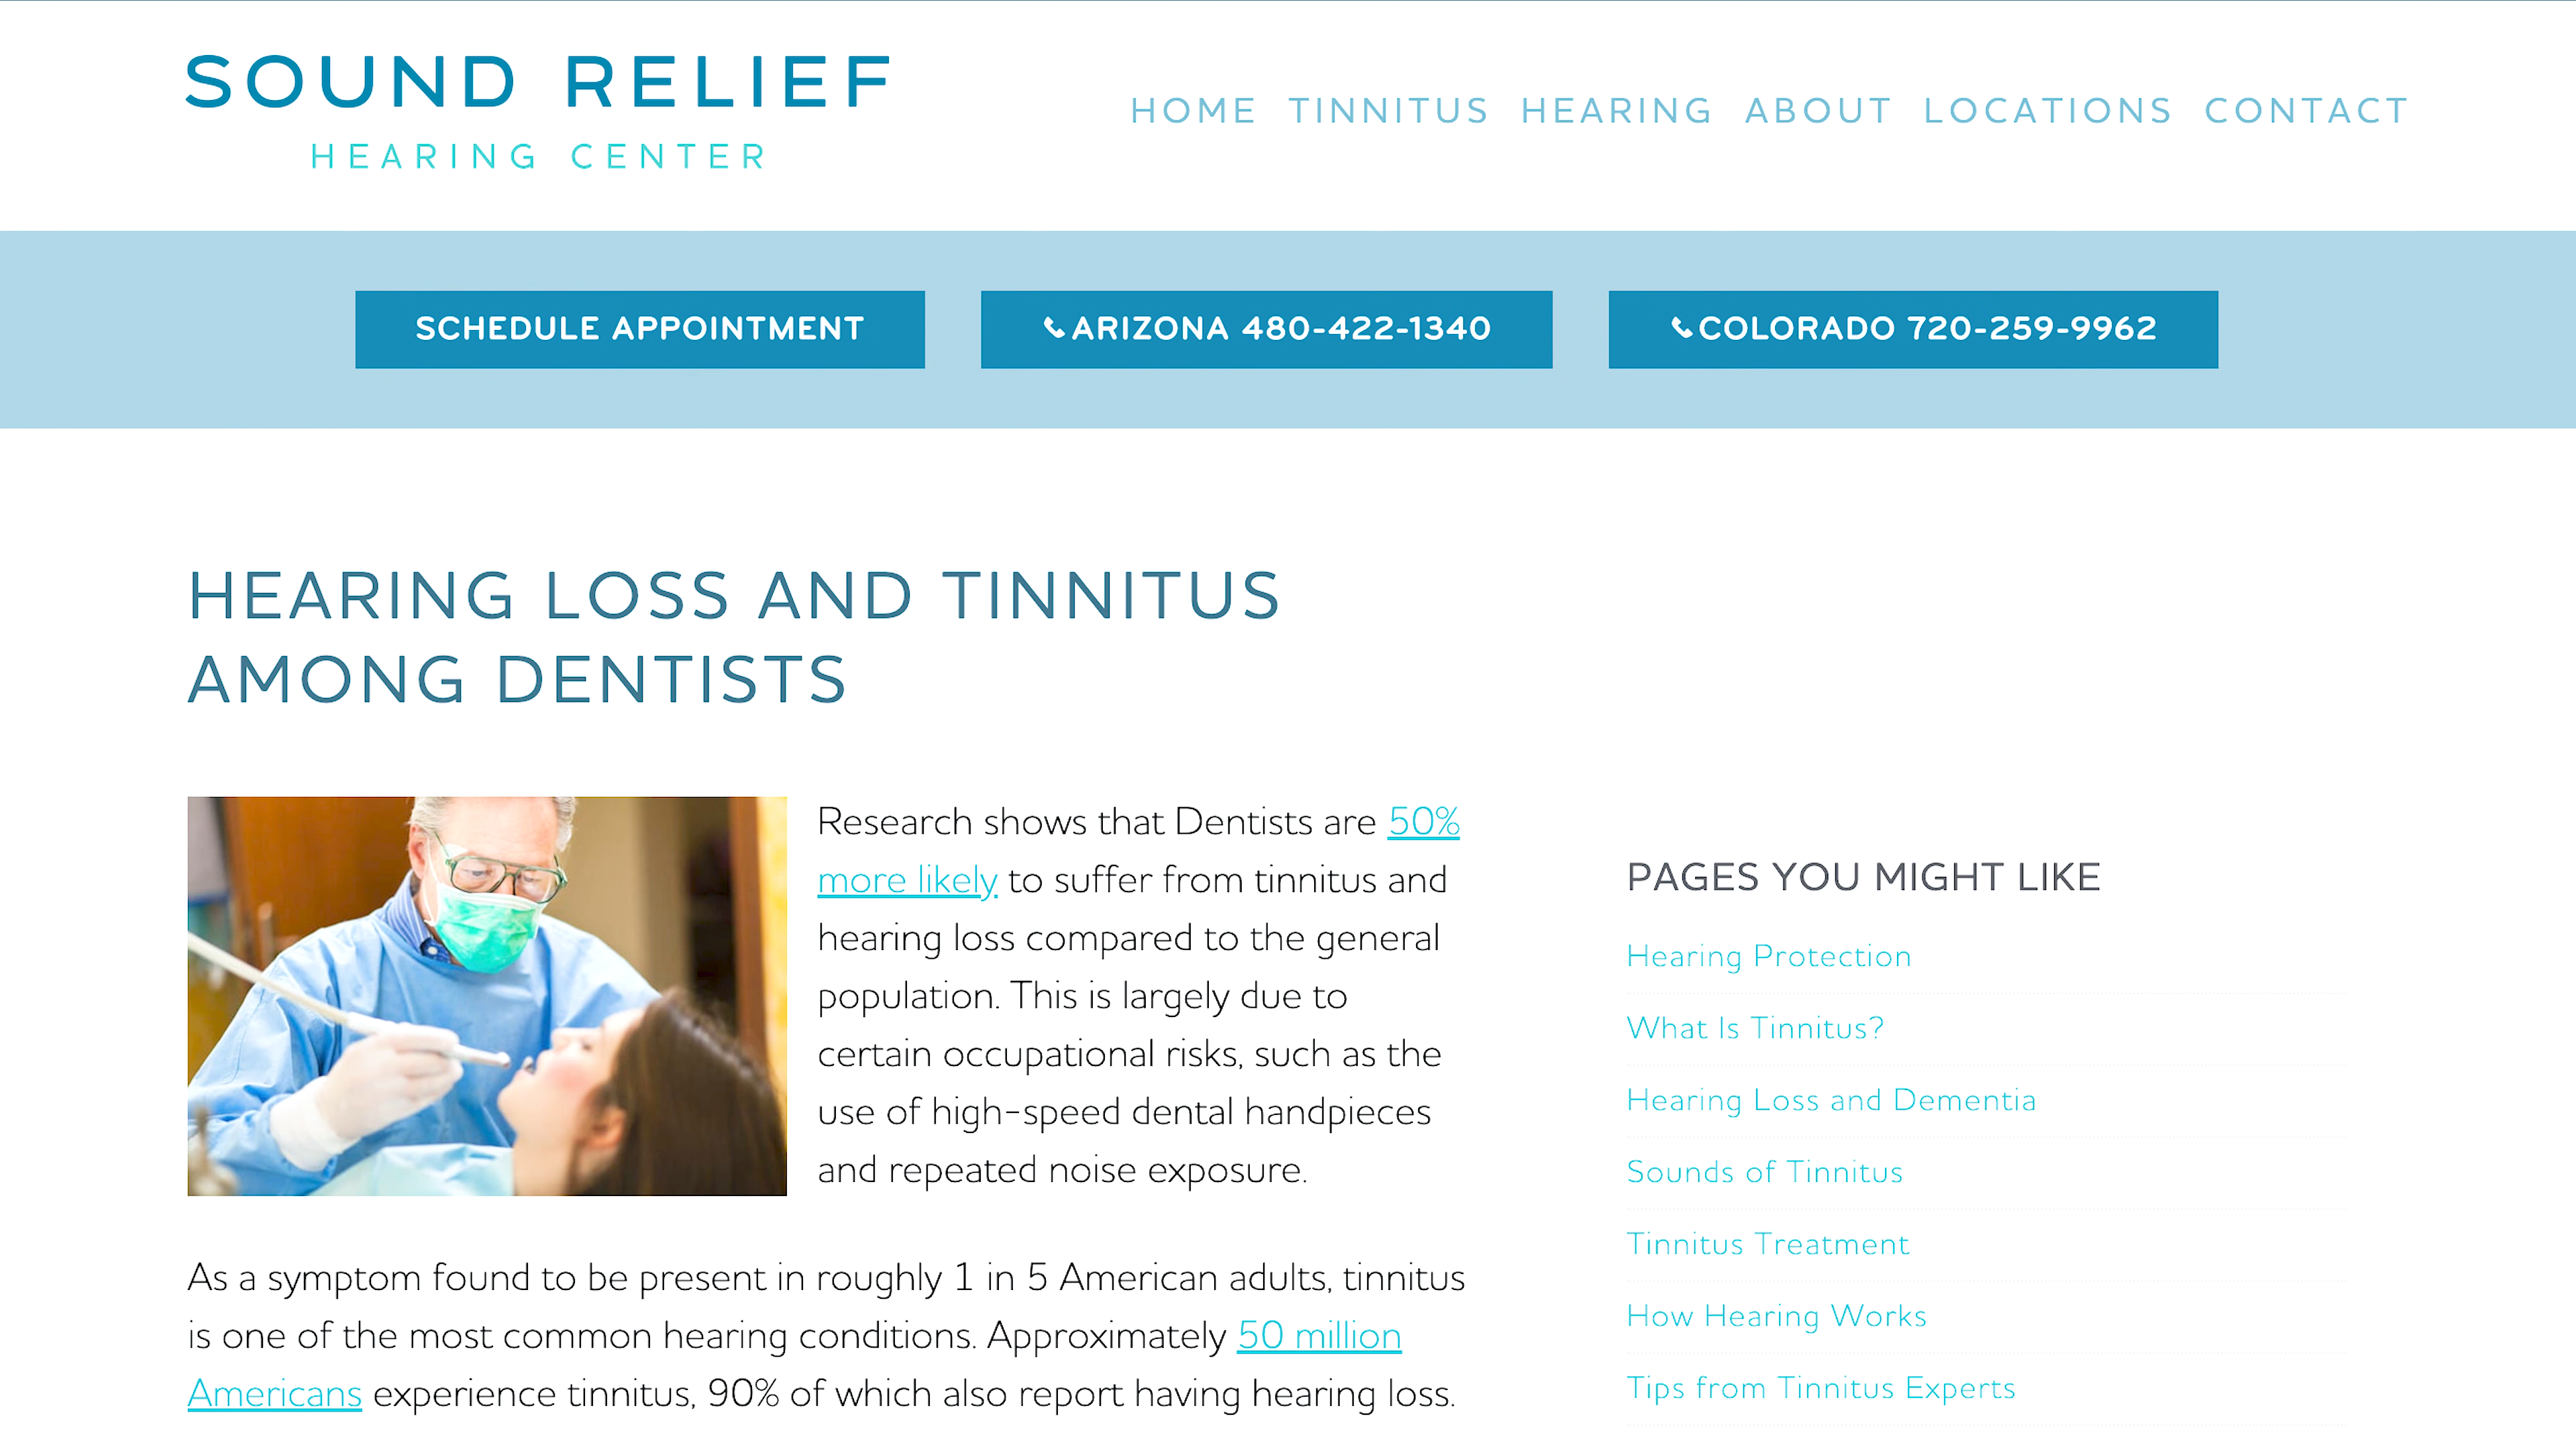 SOUND RELIEF
HEARING CENTER
HOME TINNITUS HEARING ABOUT LOCATIONS CONTACT
SCHEDULE APPOINTMENT
ARIZONA 480-422-1340
COLORADO 720-259-9962
HEARING LOSS AND TINNITUS
AMONG DENTISTS
Research shows that Dentists are 50%
more likely to suffer from tinnitus and
hearing loss compared to the general
population. This is largely due to
certain occupational risks, such as the
use of high-speed dental handpieces
and repeated noise exposure.
As a symptom found to be present in roughly 1 in 5 American adults, tinnitus
is one of the most common hearing conditions. Approximately 50 million
Americans experience tinnitus, 90% of which also report having hearing loss.
PAGES YOU MIGHT LIKE
Hearing Protection
What Is Tinnitus?
Hearing Loss and Dementia
Sounds of Tinnitus
Tinnitus Treatment
How Hearing Works
Tips from Tinnitus Experts